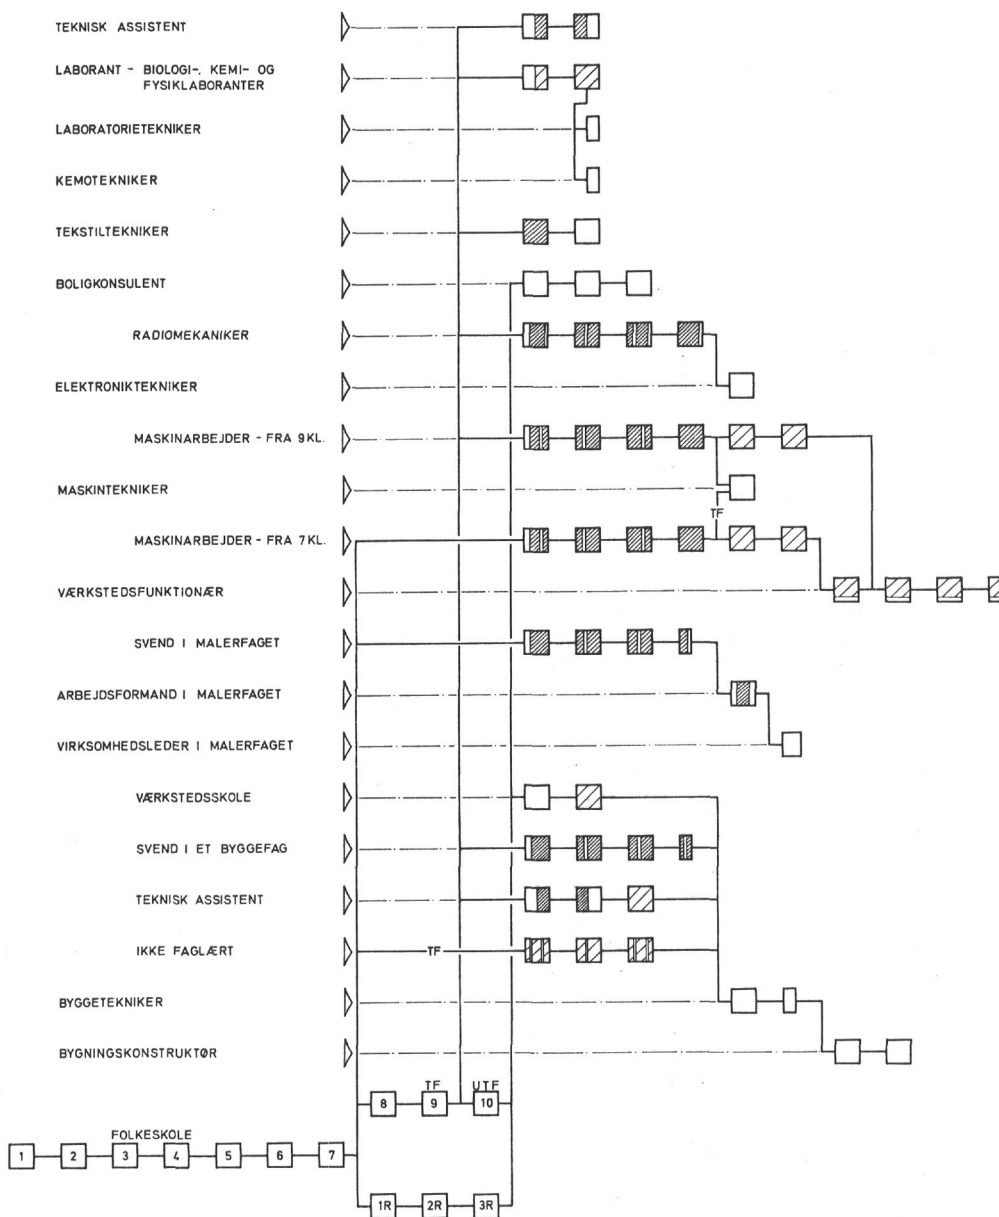 TEKNISK ASSISTENT
LABORANT - BIOLOGI-, KEMI- OG
FYSIKLABORANTER
LABORATORIETEKNIKER
KEMOTEKNIKER
TEKSTILTEKNIKER
BOLIGKONSULENT
RADIOMEKANIKER
ELEKTRONIKTEKNIKER
MASKINARBEJDER - FRA 9 KL.
MASKINTEKNIKER
TF
MASKINARBEJDER - FRA 7 KL.
VÆRKSTEDSFUNKTIONÆR
SVEND I MALERFAGET
ARBEJDSFORMAND I MALERFAGET
VIRKSOMHEDSLEDER I MALERFAGET
VÆRKSTEDSSKOLE
SVEND I ET BYGGEFAG
TEKNISK ASSISTENT
IKKE FAGLÆRT TF
BYGGETEKNIKER
BYGNINGSKONSTRUKTØR
TF UTF
8 9 10
FOLKESKOLE
1 2 3 4 5 6 7
1R 2R 3R